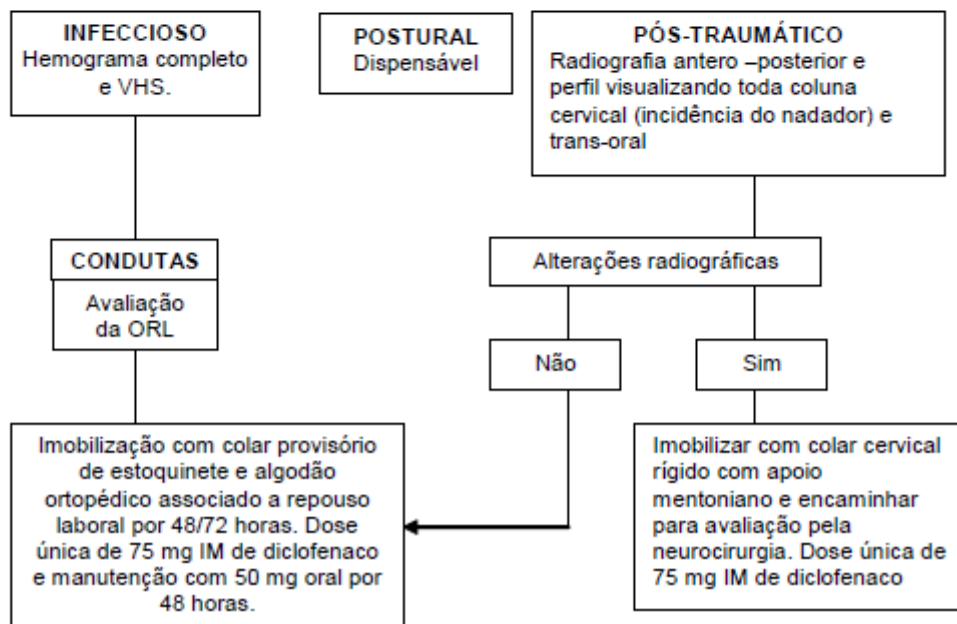 INFECCIOSO
Hemograma completo
e VHS.
POSTURAL
Dispensável
PÓS-TRAUMÁTICO
Radiografia antero –posterior e
perfil visualizando toda coluna
cervical (incidência do nadador) e
trans-oral
CONDUTAS
Avaliação
da ORL
Alterações radiográficas
Não
Sim
Imobilização com colar provisório
de estoquinete e algodão
ortopédico associado a repouso
laboral por 48/72 horas. Dose
única de 75 mg IM de diclofenaco
e manutenção com 50 mg oral por
48 horas.
Imobilizar com colar cervical
rígido com apoio
mentoniano e encaminhar
para avaliação pela
neurocirurgia. Dose única de
75 mg IM de diclofenaco